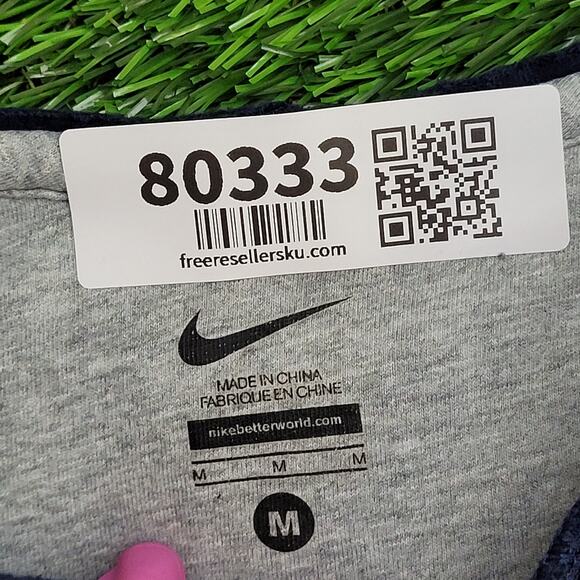 80333
freeresellersku.com
MADE IN CHINA
FABRIQUE EN CHINE
nikebetterworld.com
M M M
M